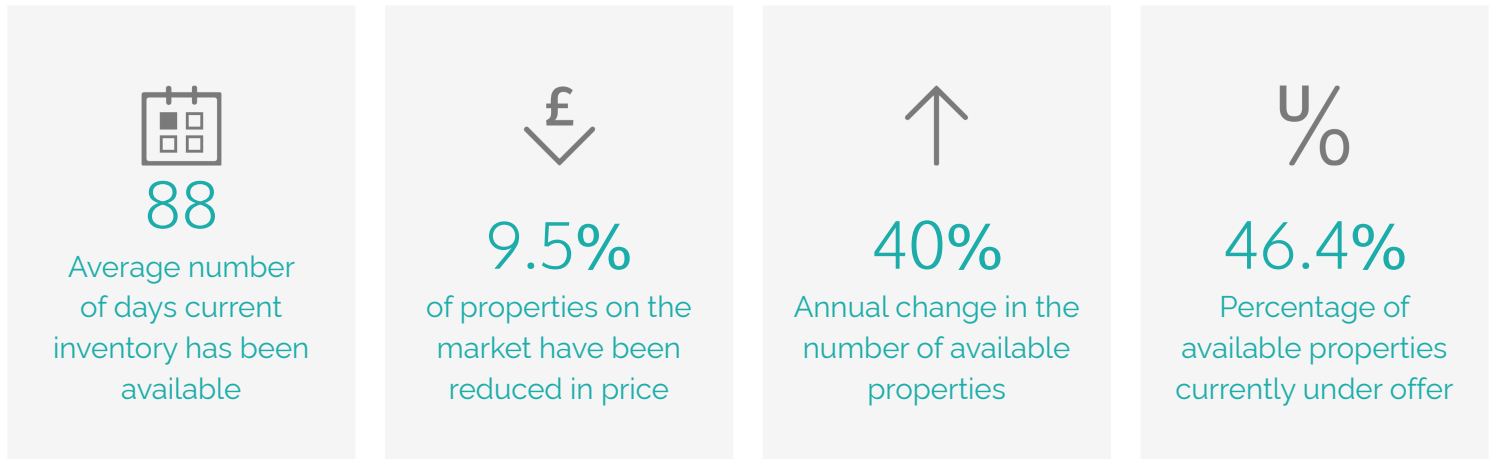 88
Average number
of days current
inventory has been
available
£
9.5%
of properties on the
market have been
reduced in price
40%
Annual change in the
number of available
properties
U/O
46.4%
Percentage of
available properties
currently under offer